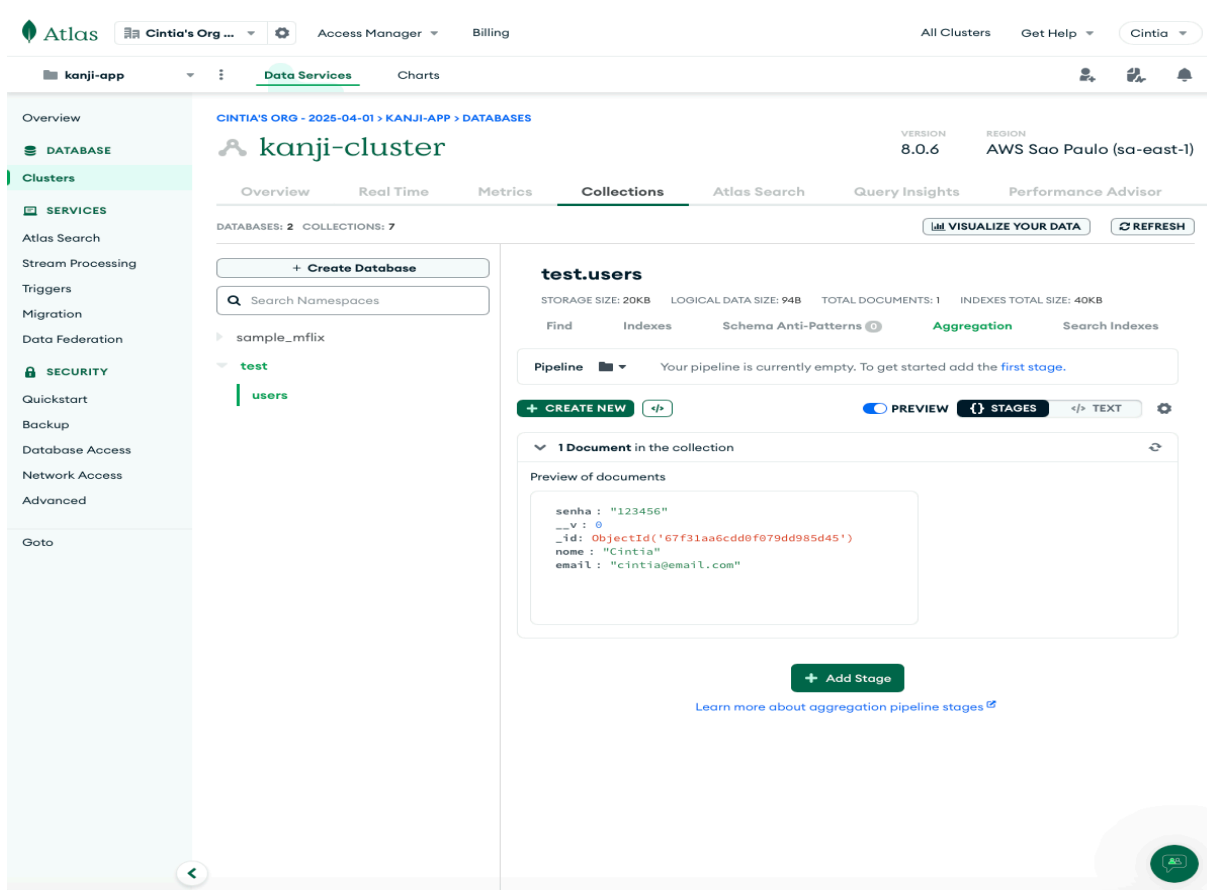 Atlas Cintia's Org ... Access Manager Billing All Clusters Get Help Cintia
kanji-app Data Services Charts
Overview
DATABASE
Clusters
SERVICES
Atlas Search
Stream Processing
Triggers
Migration
Data Federation
SECURITY
Quickstart
Backup
Database Access
Network Access
Advanced
Goto
CINTIA'S ORG - 2025-04-01 > KANJI-APP > DATABASES
kanji-cluster
VERSION
8.0.6
REGION
AWS Sao Paulo (sa-east-1)
Overview Real Time Metrics Collections Atlas Search Query Insights Performance Advisor
DATABASES: 2 COLLECTIONS: 7
VISUALIZE YOUR DATA REFRESH
+ Create Database
Search Namespaces
sample_mflix
test
users
test.users
STORAGE SIZE: 20KB LOGICAL DATA SIZE: 94B TOTAL DOCUMENTS: 1 INDEXES TOTAL SIZE: 40KB
Find Indexes Schema Anti-Patterns 0 Aggregation Search Indexes
Pipeline Your pipeline is currently empty. To get started add the first stage.
+ CREATE NEW </> PREVIEW {} STAGES </> TEXT
1 Document in the collection
Preview of documents
senha : "123456"
__v : 0
_id: ObjectId('67f31aa6cdd0f079dd985d45')
nome : "Cintia"
email : "cintia@email.com"
+ Add Stage
Learn more about aggregation pipeline stages